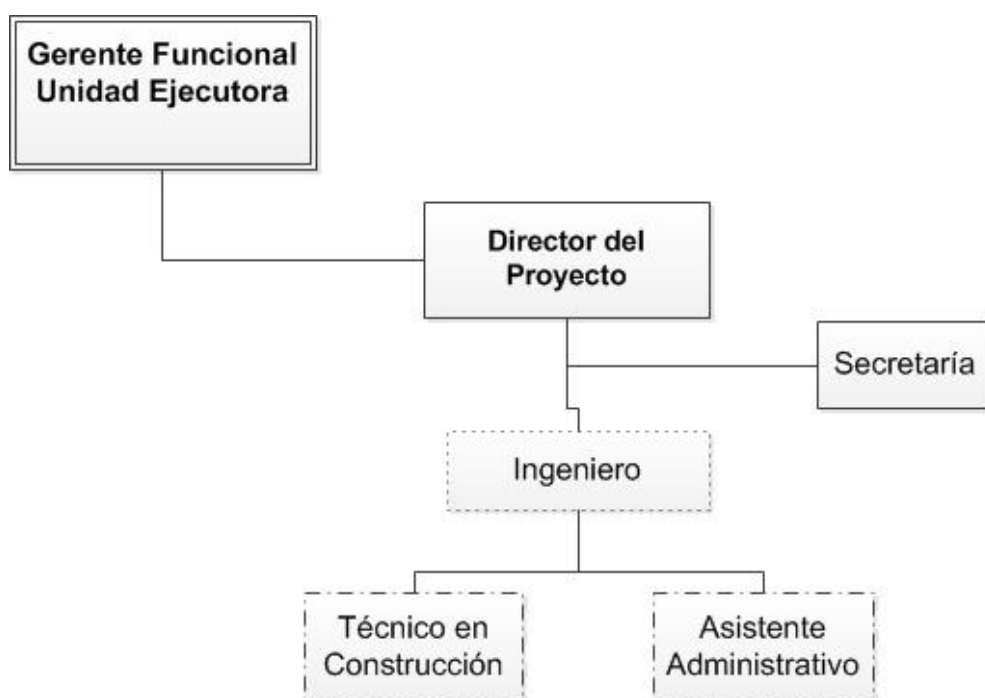 Gerente Funcional
Unidad Ejecutora
Director del
Proyecto
Secretaría
Ingeniero
Técnico en
Construcción
Asistente
Administrativo